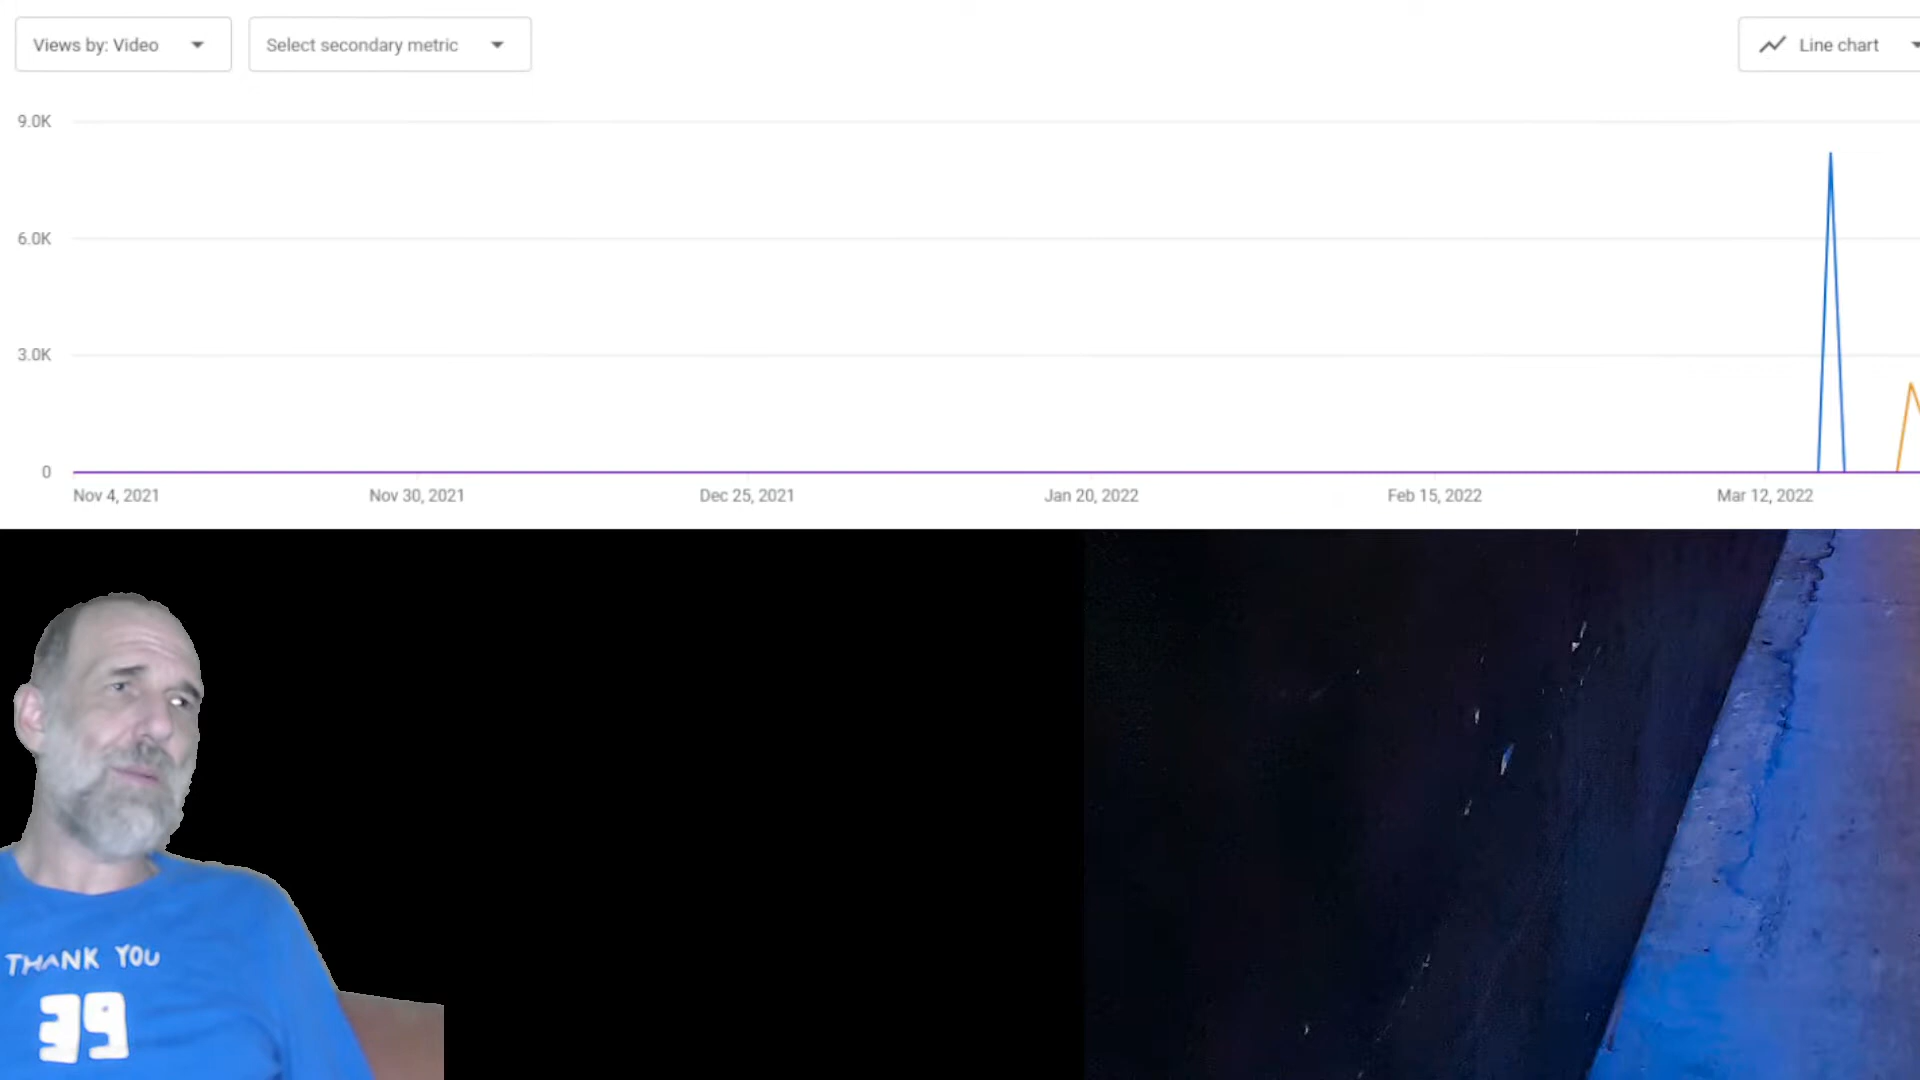 Views by: Video
Select secondary metric
Line chart
9.0K
6.0K
3.0K
0
Nov 4, 2021
Nov 30, 2021
Dec 25, 2021
Jan 20, 2022
Feb 15, 2022
Mar 12, 2022
THANK YOU
39